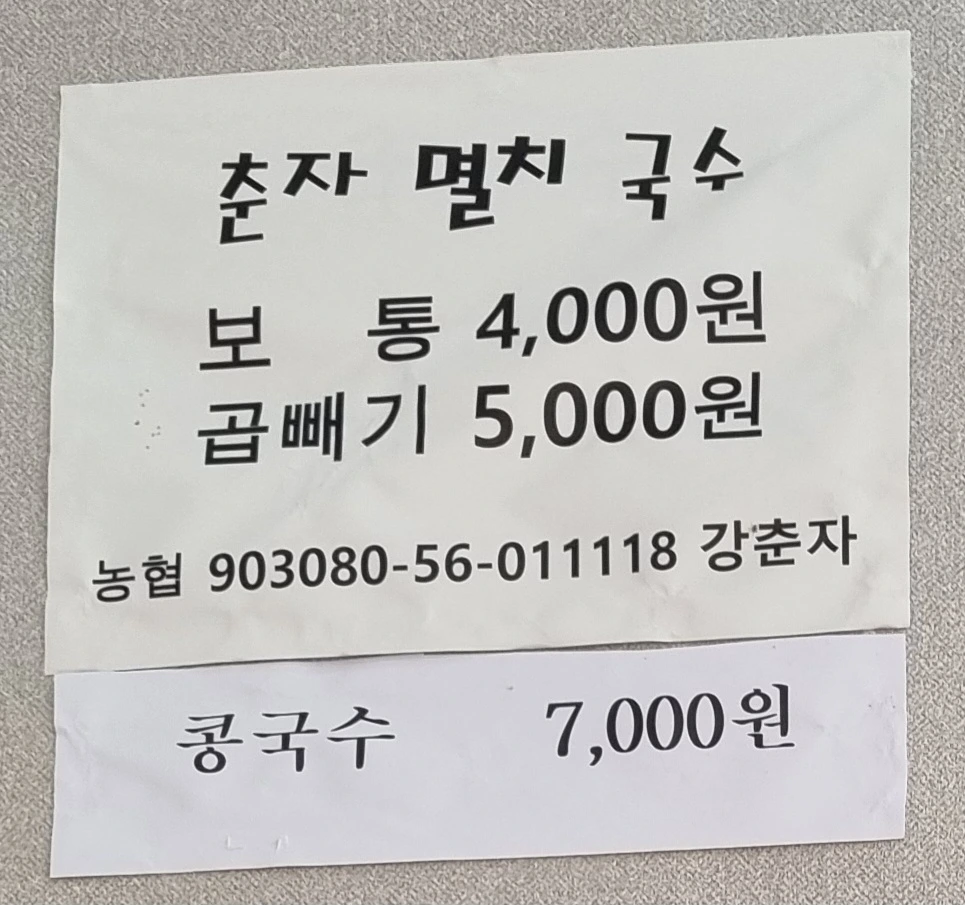 춘자 멸치 국수
보 통 4,000원
곱빼기 5,000원
농협 903080-56-011118 강춘자
콩국수 7,000원